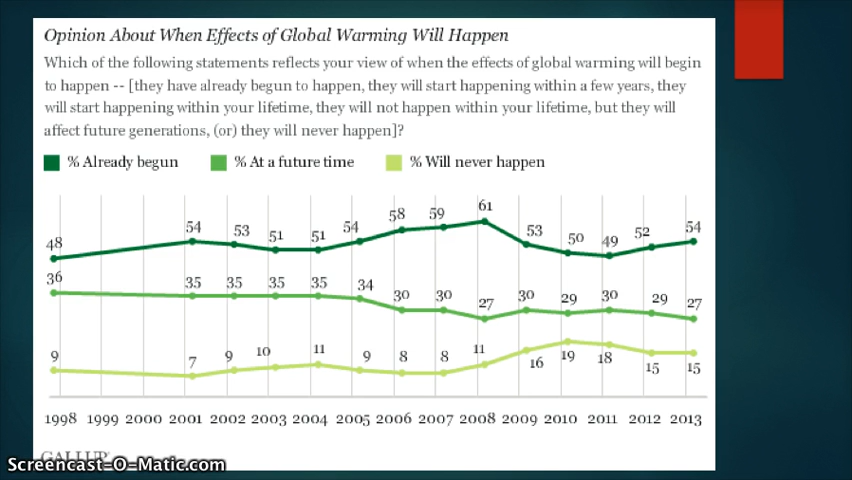 Opinion About When Effects of Global Warming Will Happen
Which of the following statements reflects your view of when the effects of global warming will begin
to happen -- [they have already begun to happen, they will start happening within a few years, they
will start happening within your lifetime, they will not happen within your lifetime, but they will
affect future generations, (or) they will never happen]?
% Already begun % At a future time % Will never happen
48 54 53 51 51 54 58 59 61 53 50 49 52 54
36 35 35 35 35 34 30 30 27 30 29 30 29 27
9 7 9 10 11 9 8 8 11 16 19 18 15 15
1998 1999 2000 2001 2002 2003 2004 2005 2006 2007 2008 2009 2010 2011 2012 2013
GALLUP
Screencast-O-Matic.com